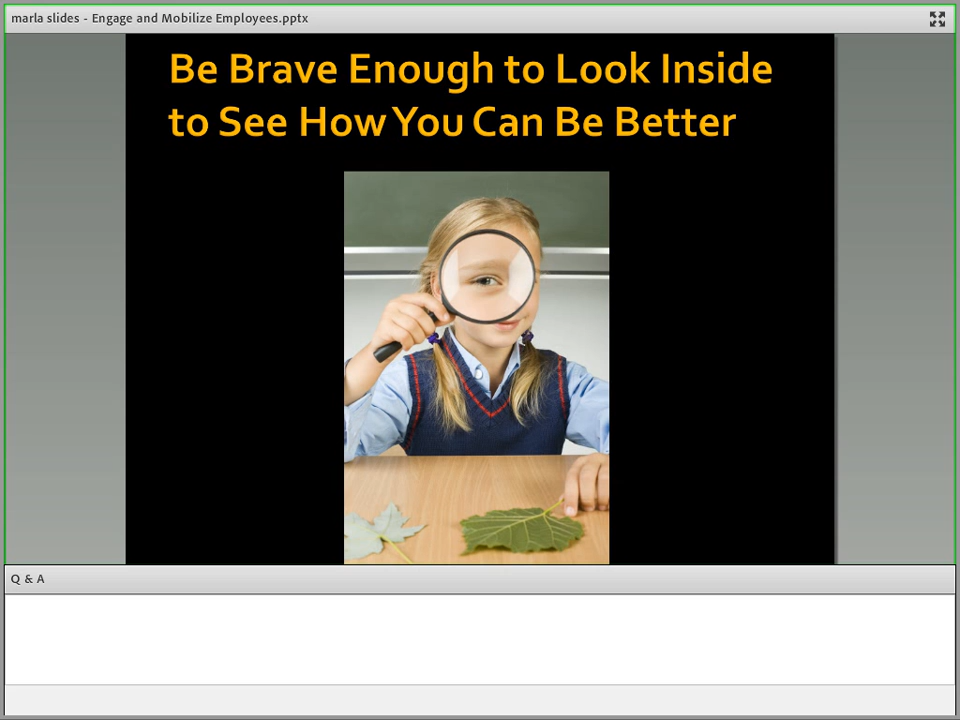 marla slides - Engage and Mobilize Employees.pptx
Be Brave Enough to Look Inside
to See How You Can Be Better
Q & A